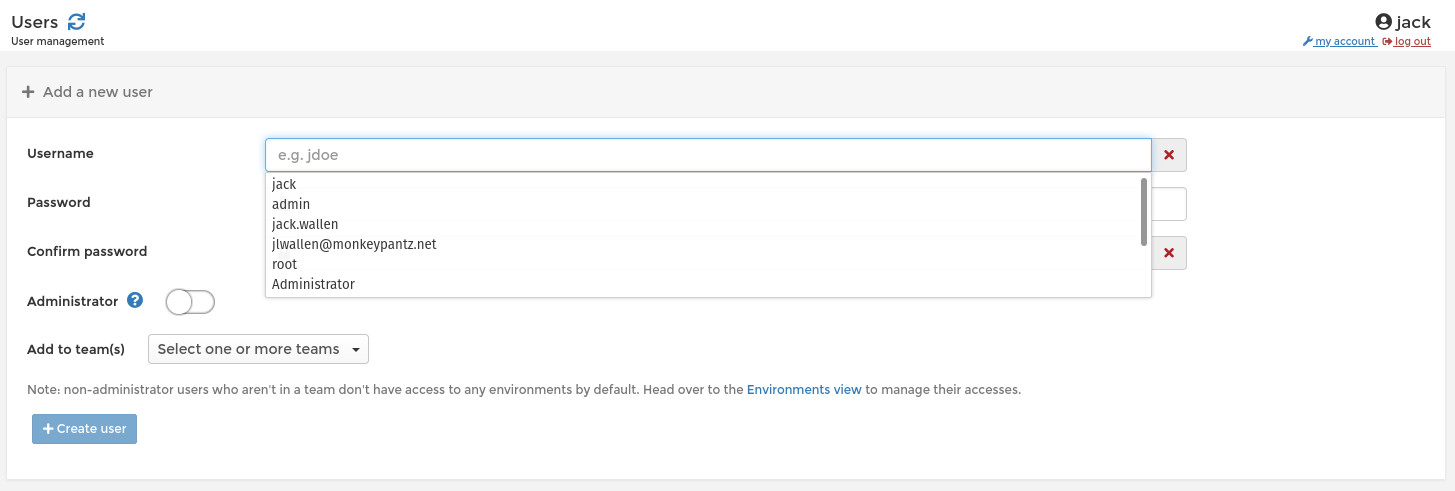 Users
jack
User management
my account log out
Add a new user
Username
e.g. jdoe
jack
admin
jack.wallen
jlwallen@monkeypantz.net
root
Administrator
Password
Confirm password
Administrator ?
Add to team(s) Select one or more teams
Note: non-administrator users who aren't in a team don't have access to any environments by default. Head over to the Environments view to manage their accesses.
+ Create user